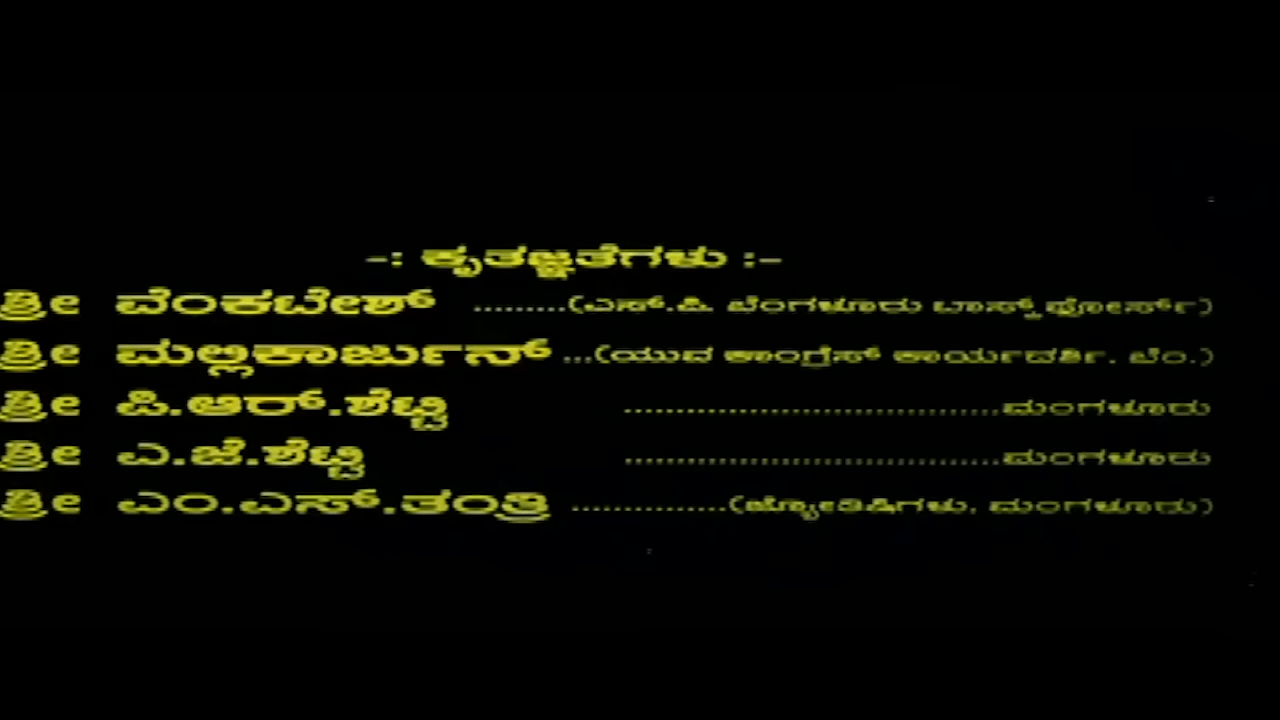 -: ಕೃತಜ್ಞತೆಗಳು :-
ಶ್ರೀ ವೆಂಕಟೇಶ್ .........(ಎಸ್.ಪಿ. ಬೆಂಗಳೂರು ಟಾಸ್ಕ್ ಫೋರ್ಸ್)
ಶ್ರೀ ಮಲ್ಲಿಕಾರ್ಜುನ್ ...(ಯುವ ಕಾಂಗ್ರೆಸ್ ಕಾರ್ಯದರ್ಶಿ. ಬೆಂ.)
ಶ್ರೀ ಪಿ.ಆರ್.ಶೆಟ್ಟಿ ....................................ಮಂಗಳೂರು
ಶ್ರೀ ಎ.ಜೆ.ಶೆಟ್ಟಿ ....................................ಮಂಗಳೂರು
ಶ್ರೀ ಎಂ.ಎಸ್.ತಂತ್ರಿ ...............(ಜ್ಯೋತಿಷಿಗಳು, ಮಂಗಳೂರು)